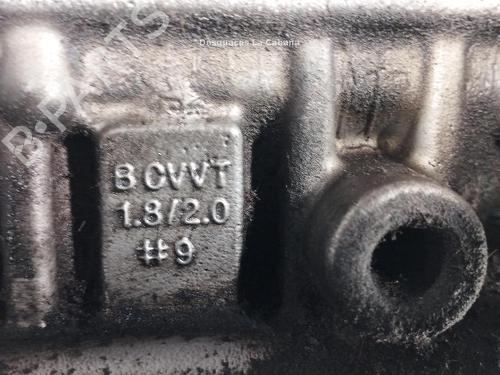 Desguaces La Cabaña
B-PARTS
B CVVT
1.8/2.0
#9